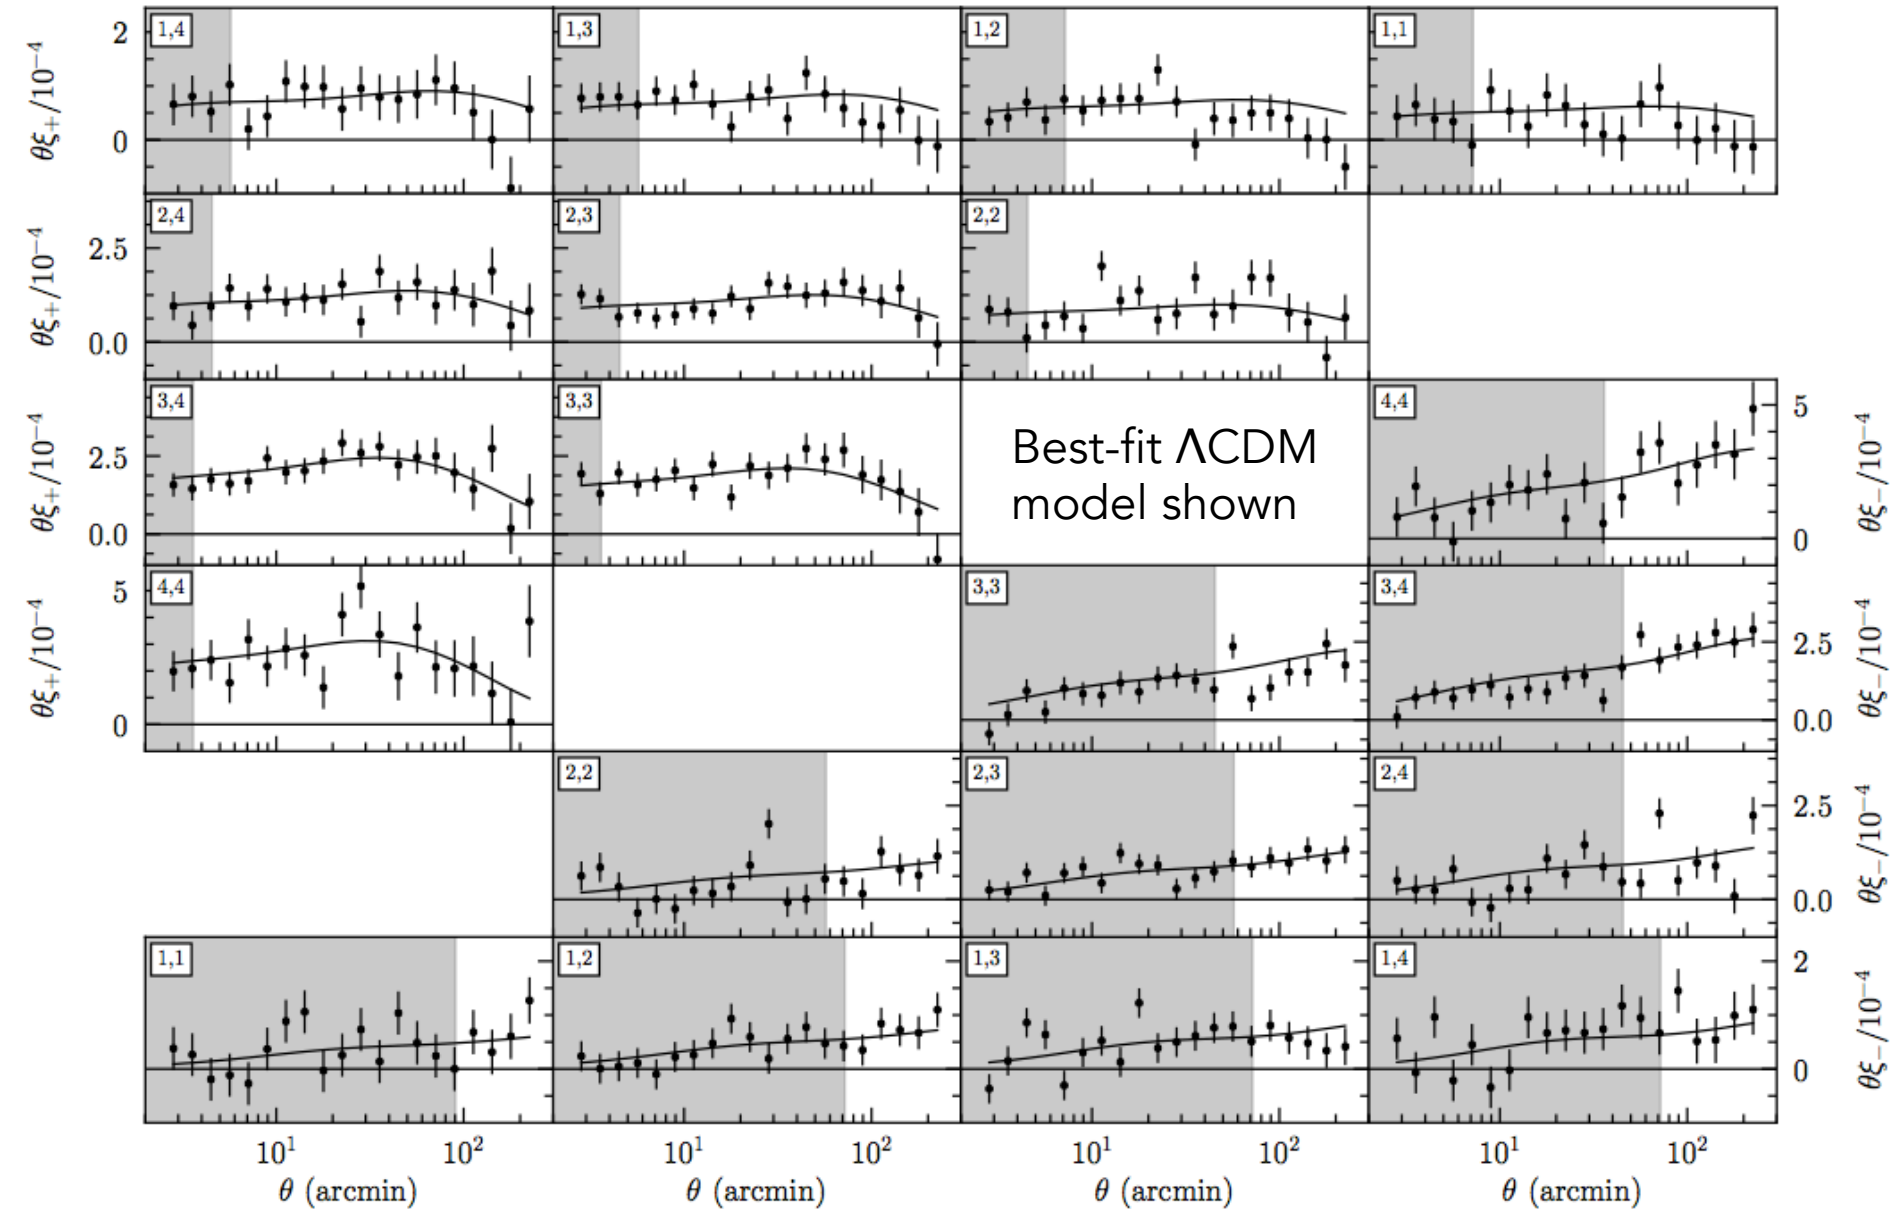 1,4 1,3 1,2 1,1
θξ₊/10⁻⁴ 2 0
2,4 2,3 2,2
θξ₊/10⁻⁴ 2.5 0.0
3,4 3,3 4,4
θξ₊/10⁻⁴ 2.5 0.0
Best-fit ΛCDM
model shown
5 0 θξ₋/10⁻⁴
4,4 3,3 3,4
θξ₊/10⁻⁴ 5 0
2.5 0.0 θξ₋/10⁻⁴
2,2 2,3 2,4
2.5 0.0 θξ₋/10⁻⁴
1,1 1,2 1,3 1,4
2 0 θξ₋/10⁻⁴
10¹ 10² 10¹ 10² 10¹ 10² 10¹ 10²
θ (arcmin) θ (arcmin) θ (arcmin) θ (arcmin)